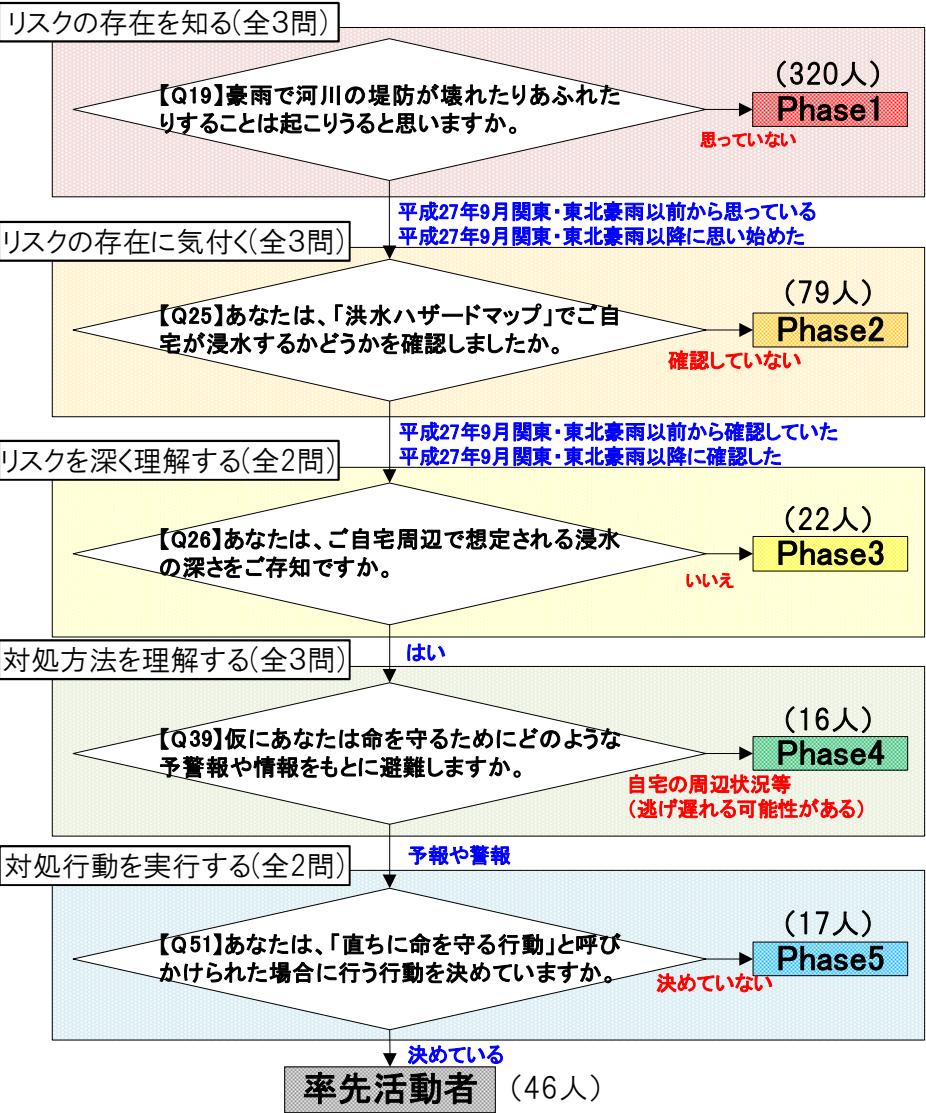 リスクの存在を知る(全3問)
【Q19】豪雨で河川の堤防が壊れたりあふれた
りすることは起こりうると思いますか。
(320人)
Phase1
思っていない
平成27年9月関東・東北豪雨以前から思っている
平成27年9月関東・東北豪雨以降に思い始めた
リスクの存在に気付く(全3問)
【Q25】あなたは、「洪水ハザードマップ」でご自
宅が浸水するかどうかを確認しましたか。
(79人)
Phase2
確認していない
平成27年9月関東・東北豪雨以前から確認していた
平成27年9月関東・東北豪雨以降に確認した
リスクを深く理解する(全2問)
【Q26】あなたは、ご自宅周辺で想定される浸水
の深さをご存知ですか。
(22人)
Phase3
いいえ
はい
対処方法を理解する(全3問)
【Q39】仮にあなたは命を守るためにどのような
予警報や情報をもとに避難しますか。
(16人)
Phase4
自宅の周辺状況等
(逃げ遅れる可能性がある)
予報や警報
対処行動を実行する(全2問)
【Q51】あなたは、「直ちに命を守る行動」と呼び
かけられた場合に行う行動を決めていますか。
(17人)
Phase5
決めていない
決めている
率先活動者 (46人)